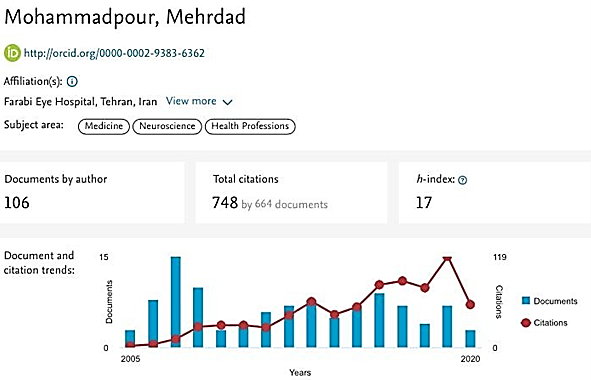 Mohammadpour, Mehrdad
iD http://orcid.org/0000-0002-9383-6362
Affiliation(s):
Farabi Eye Hospital, Tehran, Iran View more
Subject area: Medicine Neuroscience Health Professions
Documents by author
106
Total citations
748 by 664 documents
h-index:
17
Document and
citation trends:
15
Documents
0
2005
2020
Years
119
Citations
0
Documents
Citations